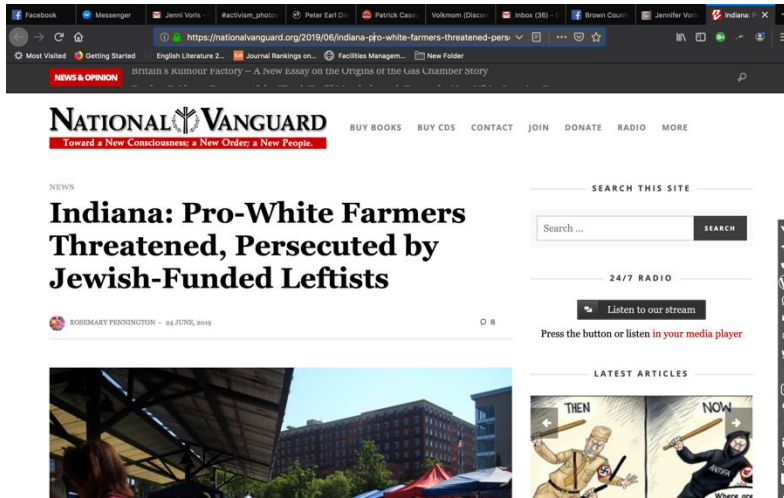 Facebook
Messenger
Jenni Voris -
#activism_photos
Peter Earl Di
Patrick Casey
Volkmom (Discor
Inbox (36) -
Brown Count
Jennifer Vori
Indiana: P
https://nationalvanguard.org/2019/06/indiana-pro-white-farmers-threatened-pers
Most Visited
Getting Started
English Literature 2...
Journal Rankings on...
Facilities Managem...
New Folder
NEWS & OPINION
Britain's Rumour Factory – A New Essay on the Origins of the Gas Chamber Story
NATIONAL VANGUARD
Toward a New Consciousness; a New Order; a New People.
BUY BOOKS BUY CDS CONTACT JOIN DONATE RADIO MORE
NEWS
Indiana: Pro-White Farmers
Threatened, Persecuted by
Jewish-Funded Leftists
ROSEMARY PENNINGTON - 24 JUNE, 2019
8
SEARCH THIS SITE
Search ...
SEARCH
24/7 RADIO
Listen to our stream
Press the button or listen in your media player
LATEST ARTICLES
THEN
NOW
ANTIFA
Where are